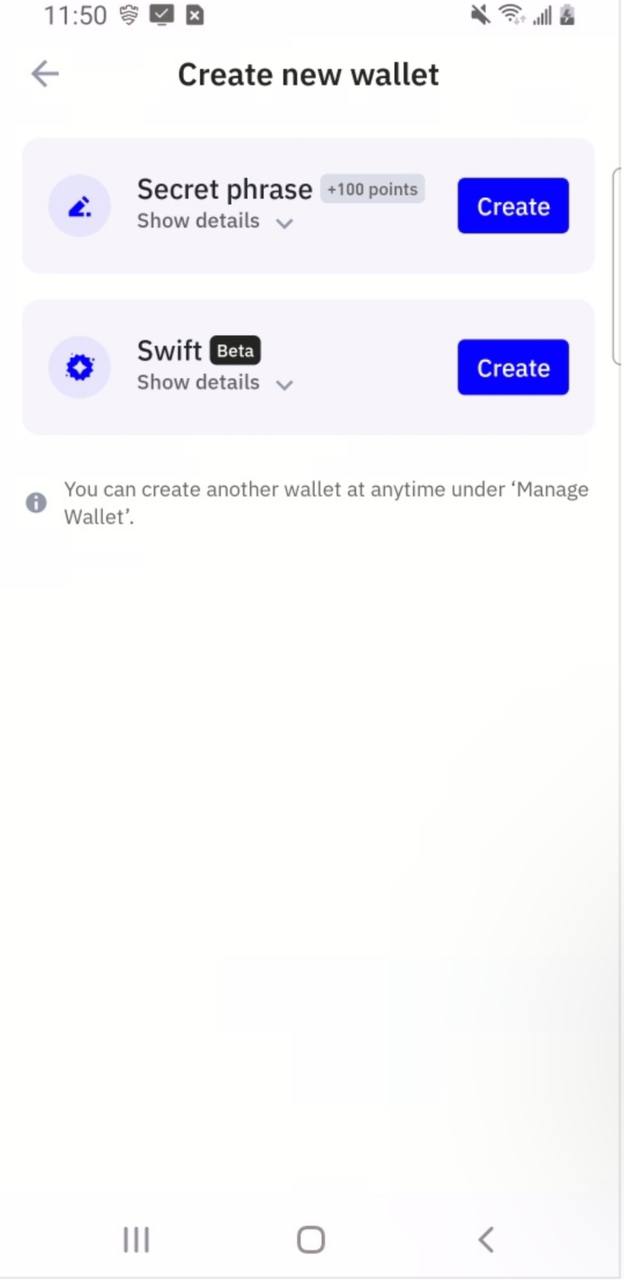 11:50
Create new wallet
Secret phrase +100 points
Show details
Create
Swift Beta
Show details
Create
You can create another wallet at anytime under ‘Manage
Wallet’.